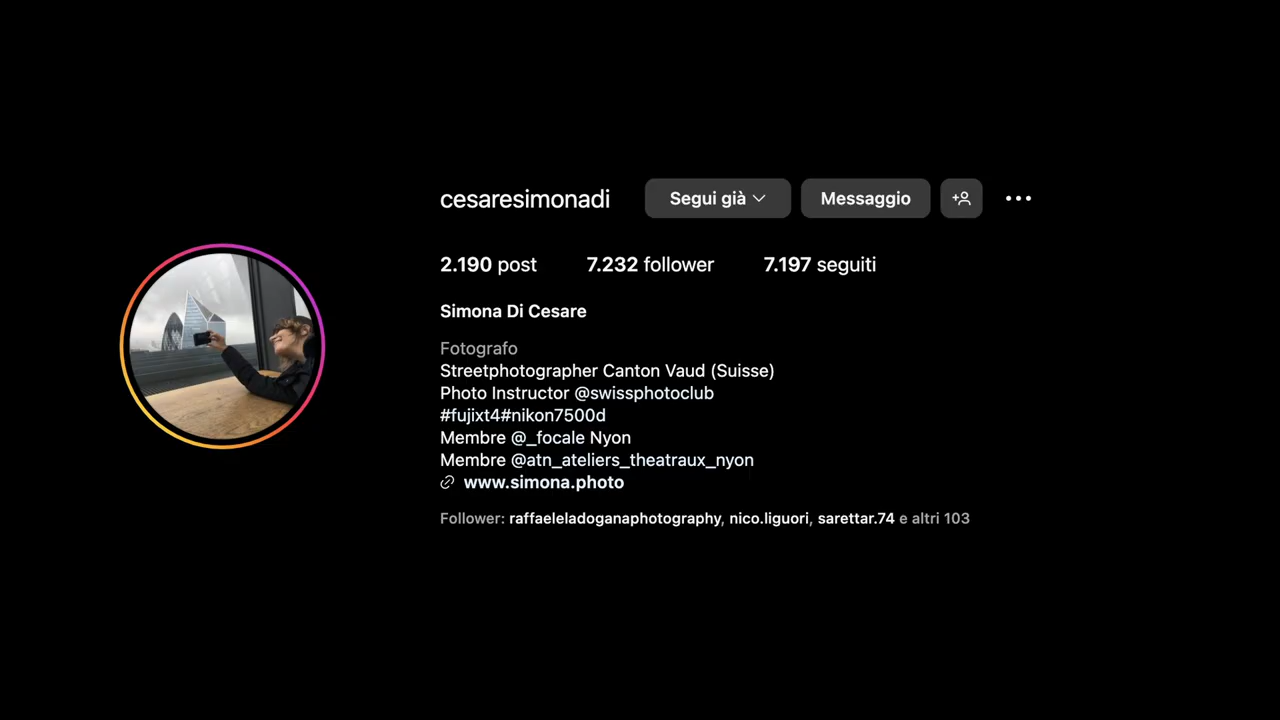 cesaresimonadi Segui già Messaggio
2.190 post 7.232 follower 7.197 seguiti
Simona Di Cesare
Fotografo
Streetphotographer Canton Vaud (Suisse)
Photo Instructor @swissphotoclub
#fujixt4#nikon7500d
Membre @_focale Nyon
Membre @atn_ateliers_theatraux_nyon
www.simona.photo
Follower: raffaeleladoganaphotography, nico.liguori, sarettar.74 e altri 103